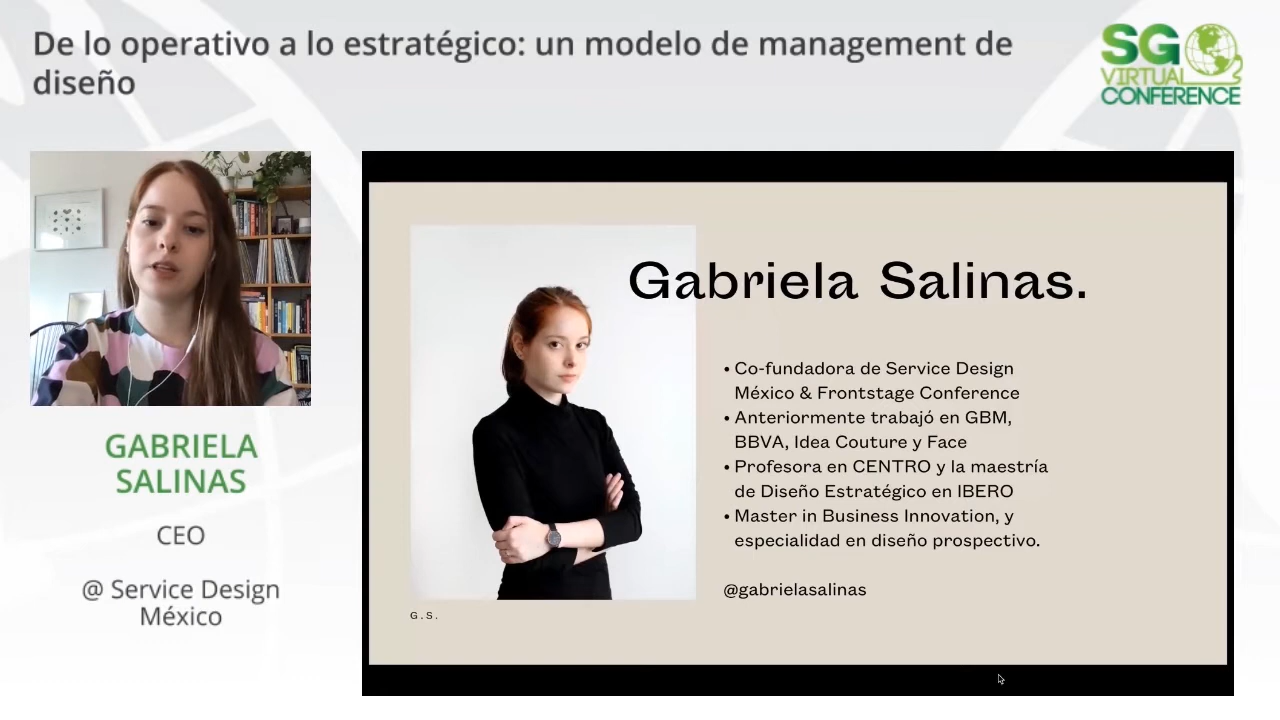 De lo operativo a lo estratégico: un modelo de management de
diseño
SG
VIRTUAL
CONFERENCE
GABRIELA
SALINAS
CEO
@ Service Design
México
Gabriela Salinas.
• Co-fundadora de Service Design
México & Frontstage Conference
• Anteriormente trabajó en GBM,
BBVA, Idea Couture y Face
• Profesora en CENTRO y la maestría
de Diseño Estratégico en IBERO
• Master in Business Innovation, y
especialidad en diseño prospectivo.
@gabrielasalinas
G.S.